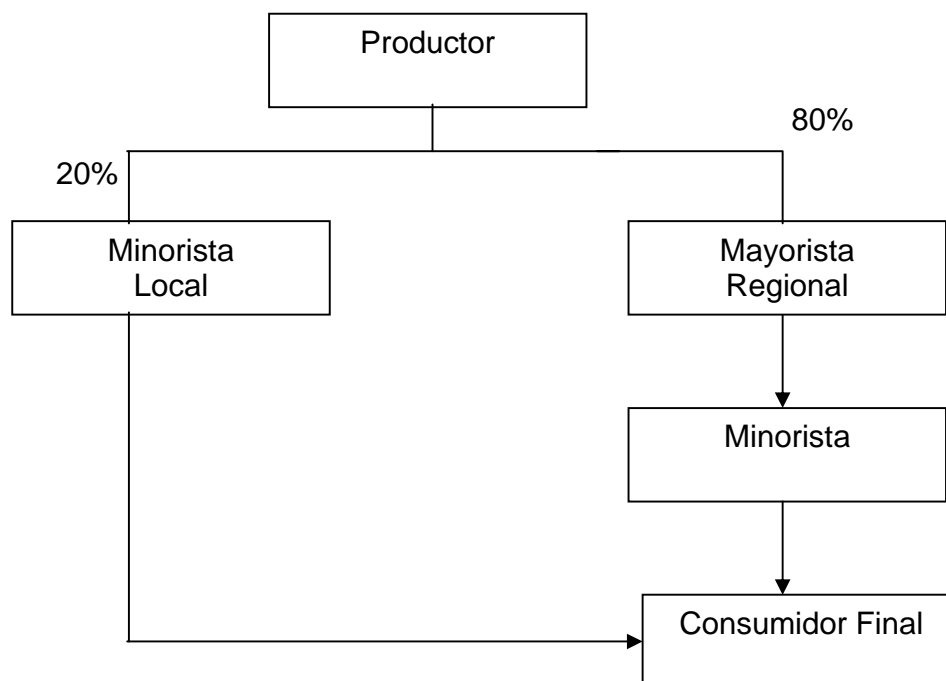 Productor
80%
20%
Minorista
Local
Mayorista
Regional
Minorista
Consumidor Final